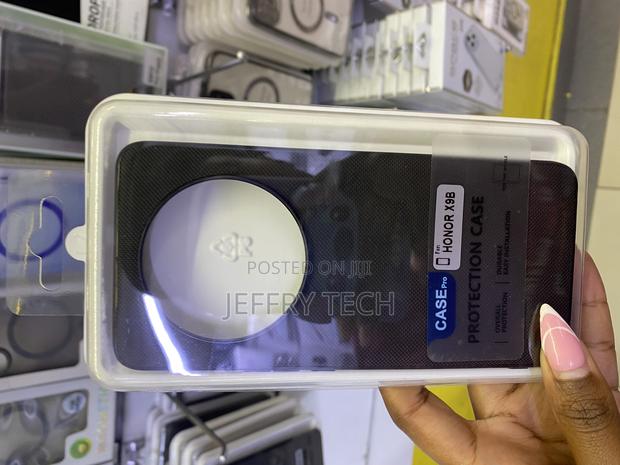 POSTED ON JIJI
JEFFRY TECH
For
HONOR X9B
CASE Pro
PROTECTION CASE
OVERALL
PROTECTION
DURABLE
EASY INSTALLATION